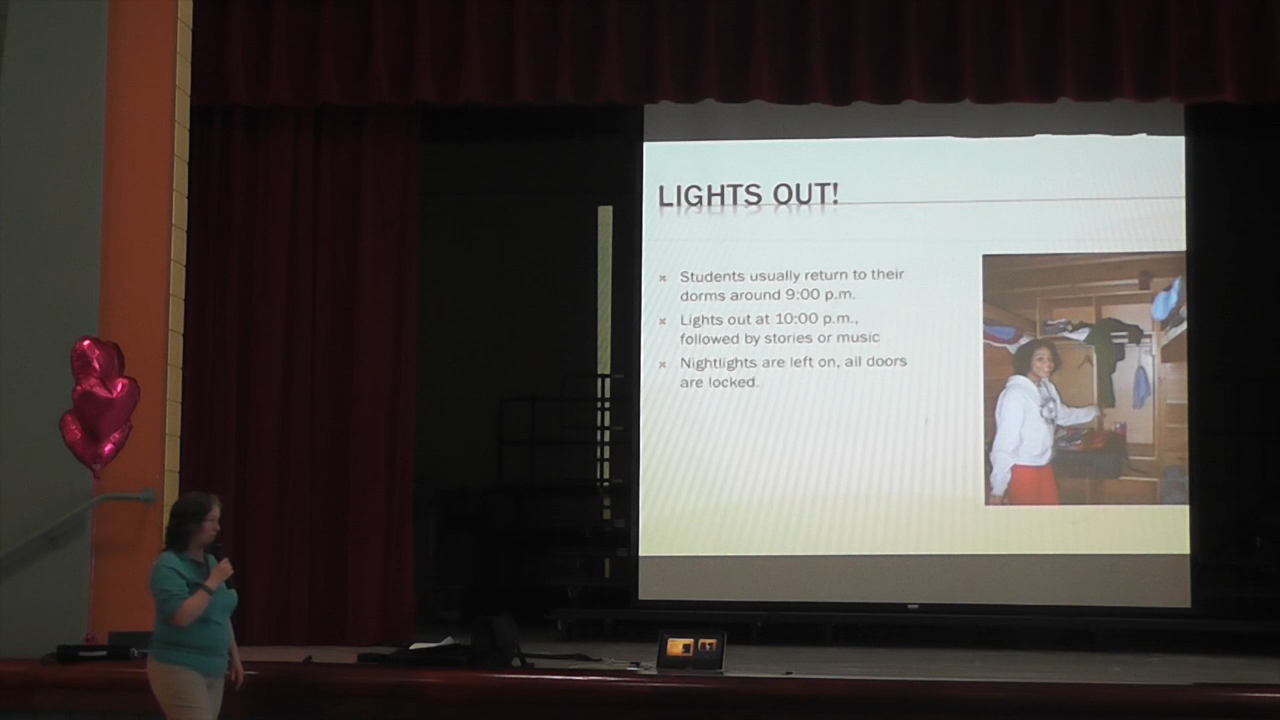 LIGHTS OUT!
Students usually return to their
dorms around 9:00 p.m.
Lights out at 10:00 p.m.,
followed by stories or music
Nightlights are left on, all doors
are locked.